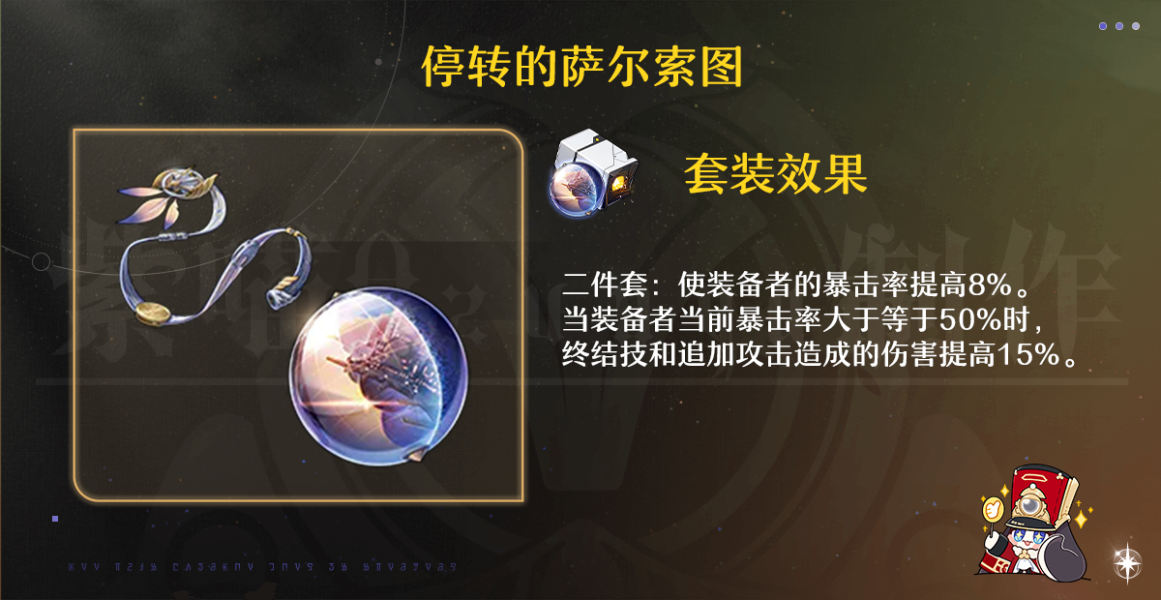 停转的萨尔索图
套装效果
二件套：使装备者的暴击率提高8%。
当装备者当前暴击率大于等于50%时，
终结技和追加攻击造成的伤害提高15%。